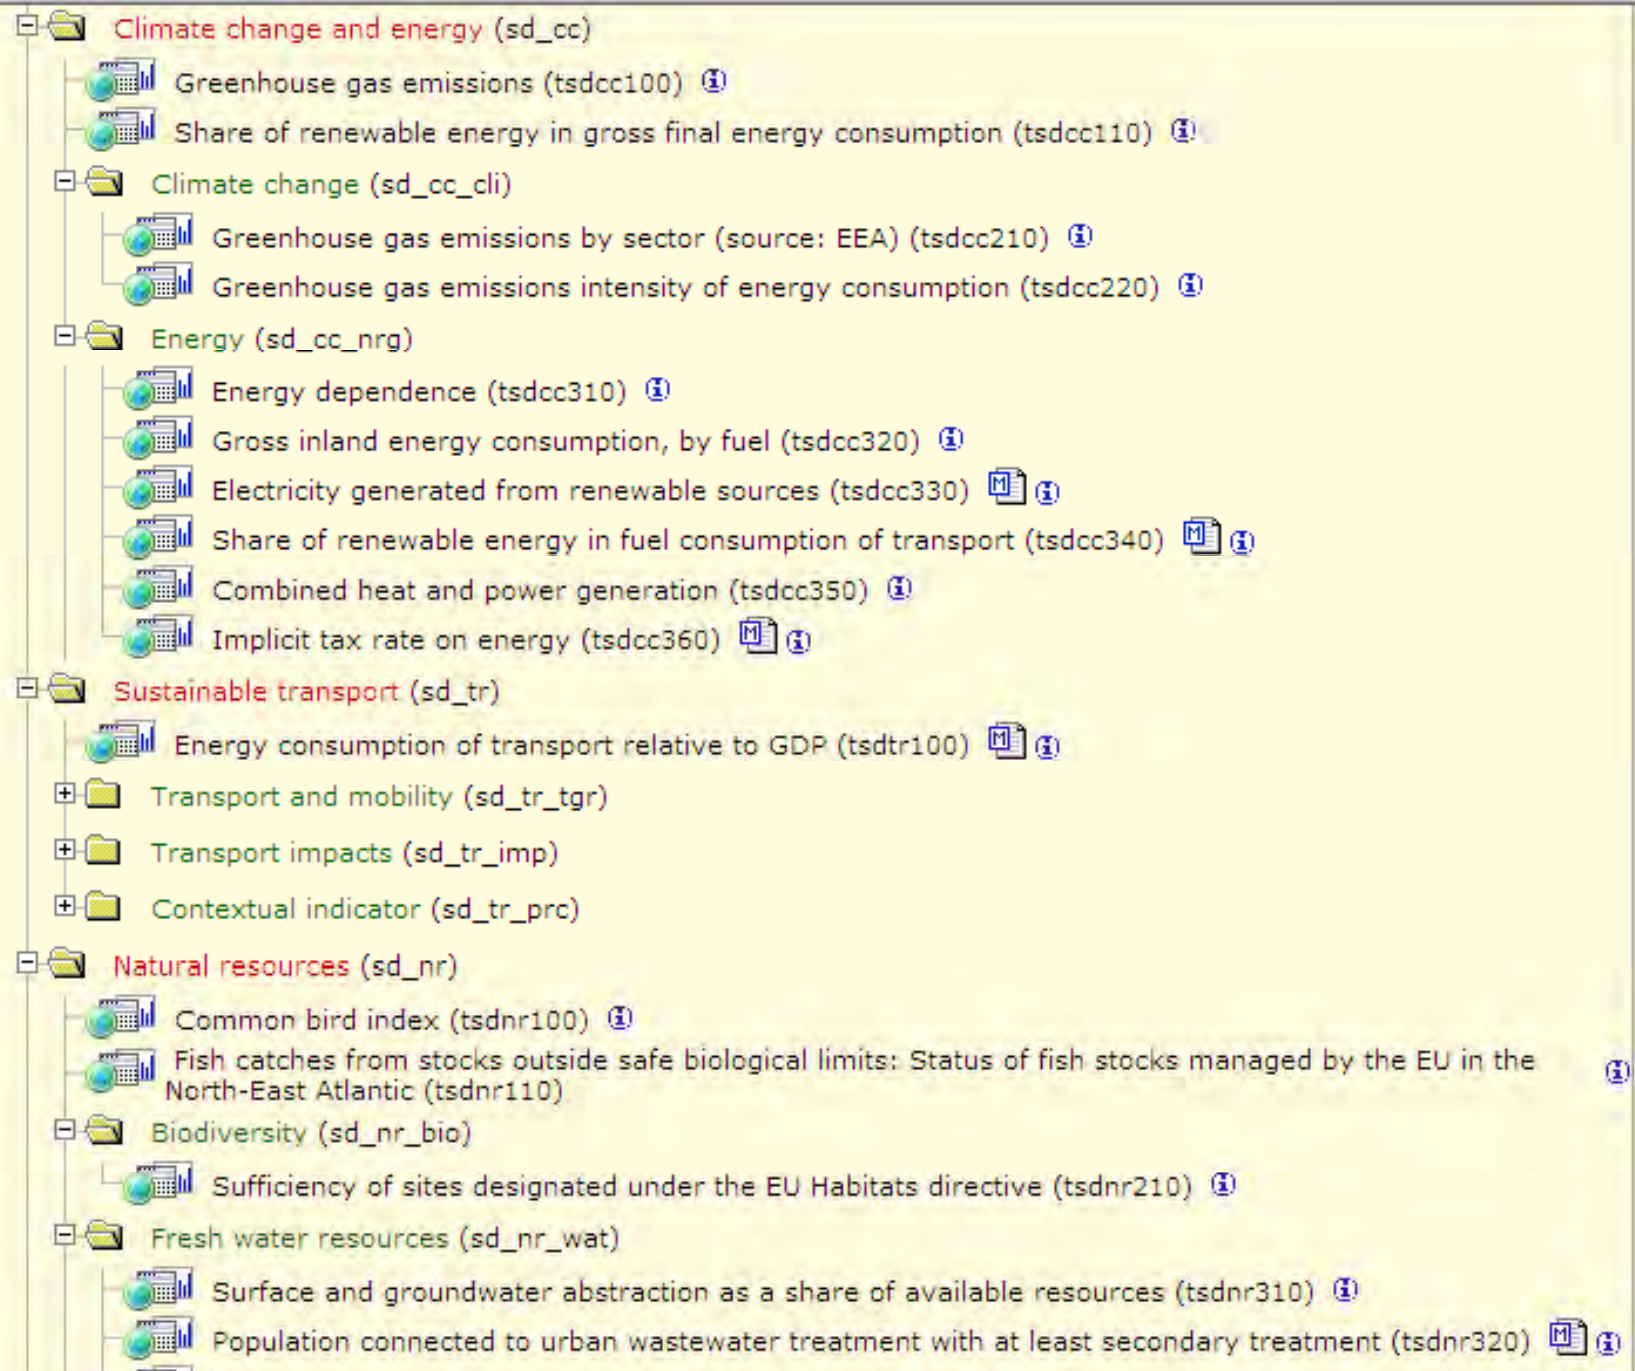 Climate change and energy (sd_cc)
Greenhouse gas emissions (tsdcc100)
Share of renewable energy in gross final energy consumption (tsdcc110)
Climate change (sd_cc_cli)
Greenhouse gas emissions by sector (source: EEA) (tsdcc210)
Greenhouse gas emissions intensity of energy consumption (tsdcc220)
Energy (sd_cc_nrg)
Energy dependence (tsdcc310)
Gross inland energy consumption, by fuel (tsdcc320)
Electricity generated from renewable sources (tsdcc330) M
Share of renewable energy in fuel consumption of transport (tsdcc340) M
Combined heat and power generation (tsdcc350)
Implicit tax rate on energy (tsdcc360) M
Sustainable transport (sd_tr)
Energy consumption of transport relative to GDP (tsdtr100) M
Transport and mobility (sd_tr_tgr)
Transport impacts (sd_tr_imp)
Contextual indicator (sd_tr_prc)
Natural resources (sd_nr)
Common bird index (tsdnr100)
Fish catches from stocks outside safe biological limits: Status of fish stocks managed by the EU in the
North-East Atlantic (tsdnr110)
Biodiversity (sd_nr_bio)
Sufficiency of sites designated under the EU Habitats directive (tsdnr210)
Fresh water resources (sd_nr_wat)
Surface and groundwater abstraction as a share of available resources (tsdnr310)
Population connected to urban wastewater treatment with at least secondary treatment (tsdnr320) M